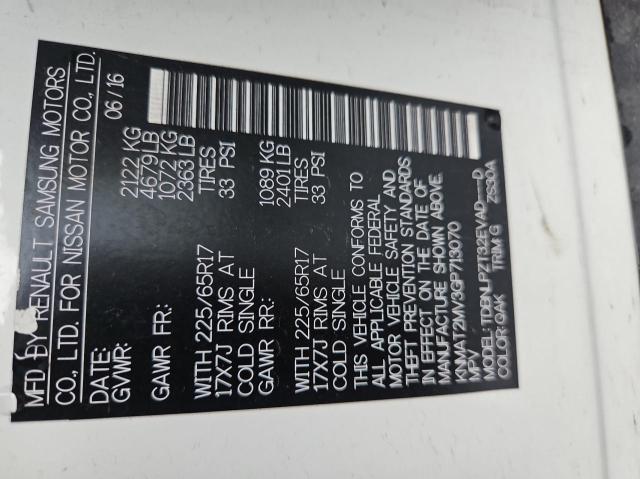 MFD BY RENAULT SAMSUNG MOTORS
CO., LTD. FOR NISSAN MOTOR CO., LTD.
DATE: 06/16
GVWR: 2122 KG
4679 LB
GAWR FR: 1072 KG
2363 LB
WITH 225/65R17 TIRES
17X7J RIMS AT 33 PSI
COLD SINGLE
GAWR RR: 1089 KG
2401 LB
WITH 225/65R17 TIRES
17X7J RIMS AT 33 PSI
COLD SINGLE
THIS VEHICLE CONFORMS TO
ALL APPLICABLE FEDERAL
MOTOR VEHICLE SAFETY AND
THEFT PREVENTION STANDARDS
IN EFFECT ON THE DATE OF
MANUFACTURE SHOWN ABOVE.
KNMAT2MV3GP713070
MPV
MODEL: TDBNLPZT32EVAD----D
COLOR: QAK TRIM G ZS30A